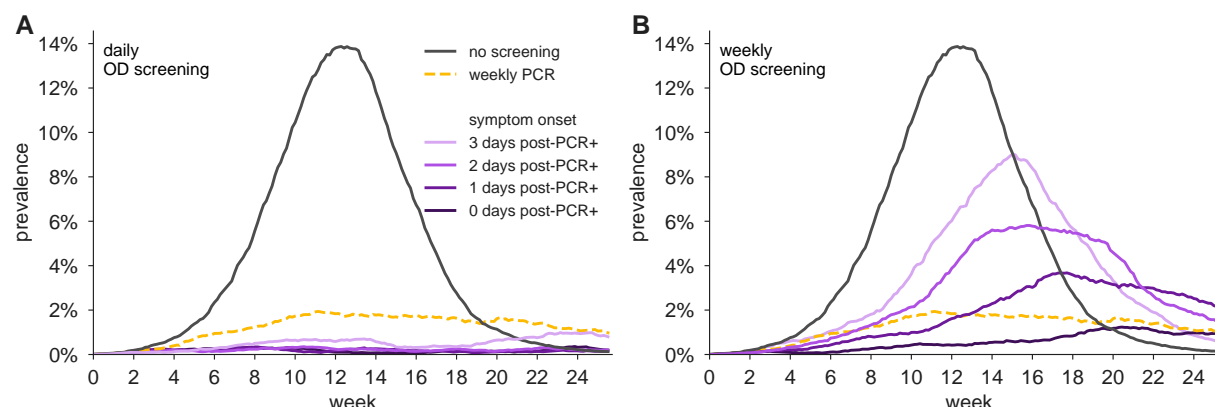 A
daily
OD screening
prevalence
14%
12%
10%
8%
6%
4%
2%
0%
0 2 4 6 8 10 12 14 16 18 20 22 24
week
no screening
weekly PCR
symptom onset
3 days post-PCR+
2 days post-PCR+
1 days post-PCR+
0 days post-PCR+
B
weekly
OD screening
prevalence
14%
12%
10%
8%
6%
4%
2%
0%
0 2 4 6 8 10 12 14 16 18 20 22 24
week